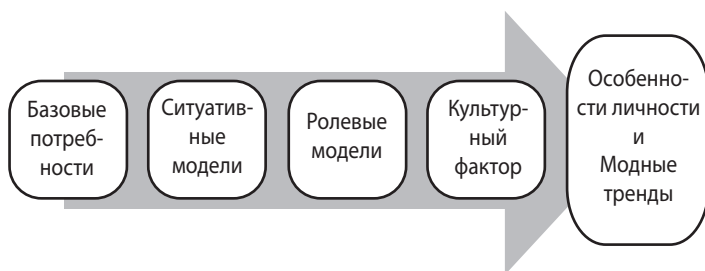 Базовые
потреб-
ности
Ситуатив-
ные
модели
Ролевые
модели
Культур-
ный
фактор
Особенно-
сти личности
и
Модные
тренды